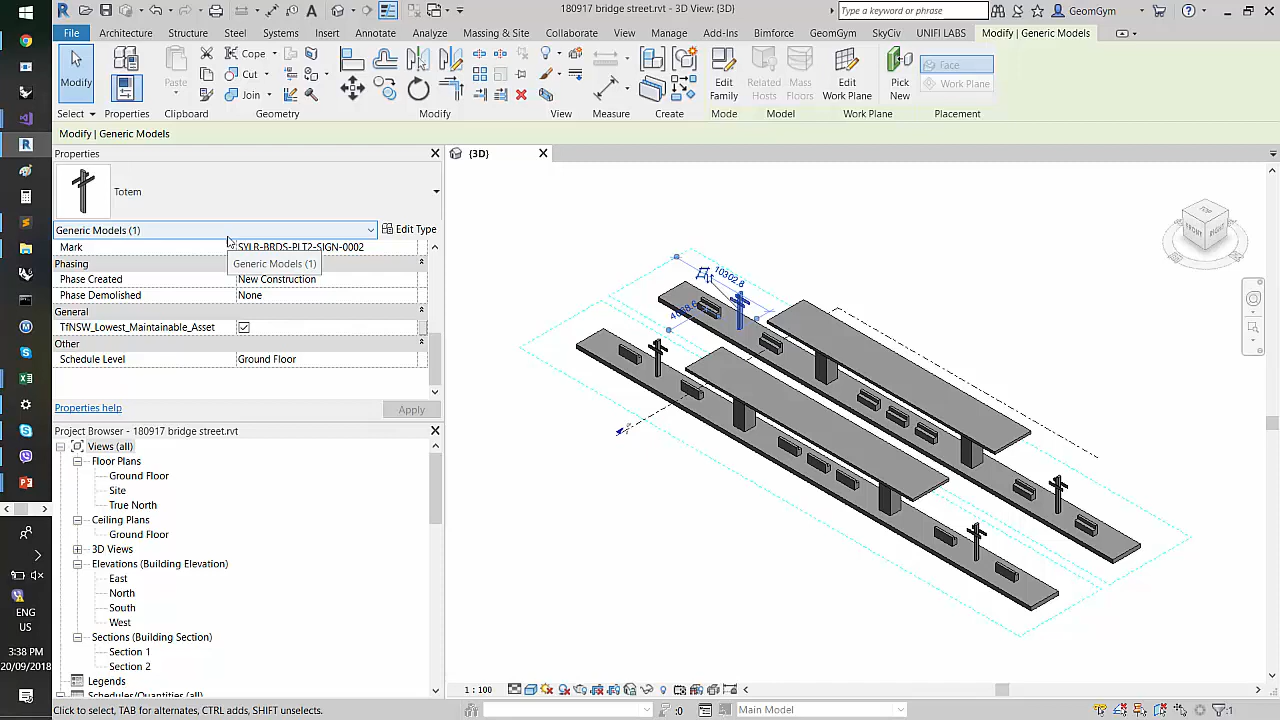 180917 bridge street.rvt - 3D View: {3D}
Type a keyword or phrase
GeomGym
File Architecture Structure Steel Systems Insert Annotate Analyze Massing & Site Collaborate View Manage Add-Ins Bimforce GeomGym SkyCiv UNIFI LABS Modify | Generic Models
Modify
Paste
Cope
Cut
Join
Edit Family
Related Hosts
Mass Floors
Edit Work Plane
Pick New
Face
Work Plane
Select Properties Clipboard Geometry Modify View Measure Create Mode Model Work Plane Placement
Modify | Generic Models
Properties
{3D}
Totem
Generic Models (1)
Edit Type
Mark SYLR-BRDS-PLT2-SIGN-0002
Phasing
Generic Models (1)
Phase Created New Construction
Phase Demolished None
General
TfNSW_Lowest_Maintainable_Asset
Other
Schedule Level Ground Floor
Properties help
Apply
Project Browser - 180917 bridge street.rvt
Views (all)
Floor Plans
Ground Floor
Site
True North
Ceiling Plans
Ground Floor
3D Views
Elevations (Building Elevation)
East
North
South
West
Sections (Building Section)
Section 1
Section 2
Legends
Schedules/Quantities (all)
10302.8
TOP
FRONT
RIGHT
ENG
US
3:38 PM
20/09/2018
1 : 100
Click to select, TAB for alternates, CTRL adds, SHIFT unselects.
:0
Main Model
:1